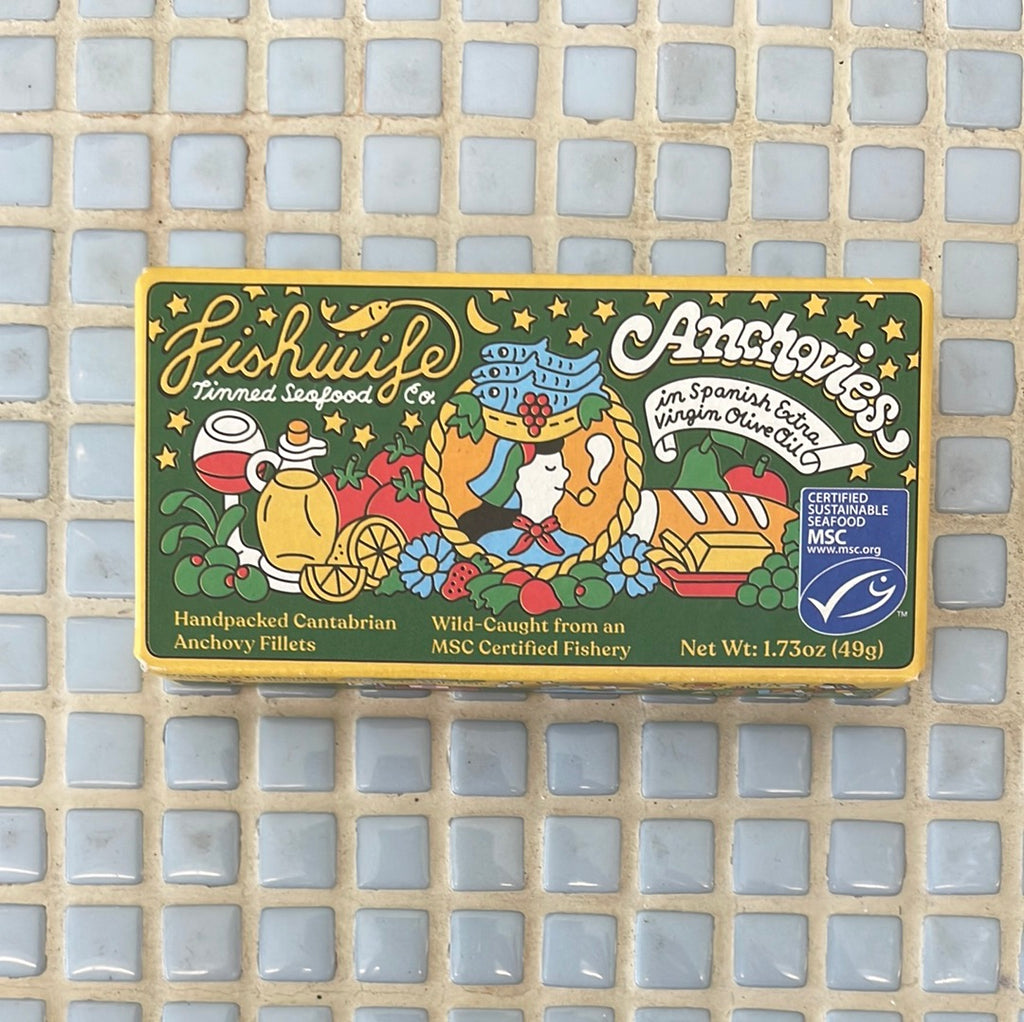 Fishwife
Tinned Seafood Co.
Anchovies
in Spanish Extra
Virgin Olive Oil
CERTIFIED
SUSTAINABLE
SEAFOOD
MSC
www.msc.org
TM
Handpacked Cantabrian
Anchovy Fillets
Wild-Caught from an
MSC Certified Fishery
Net Wt: 1.73oz (49g)